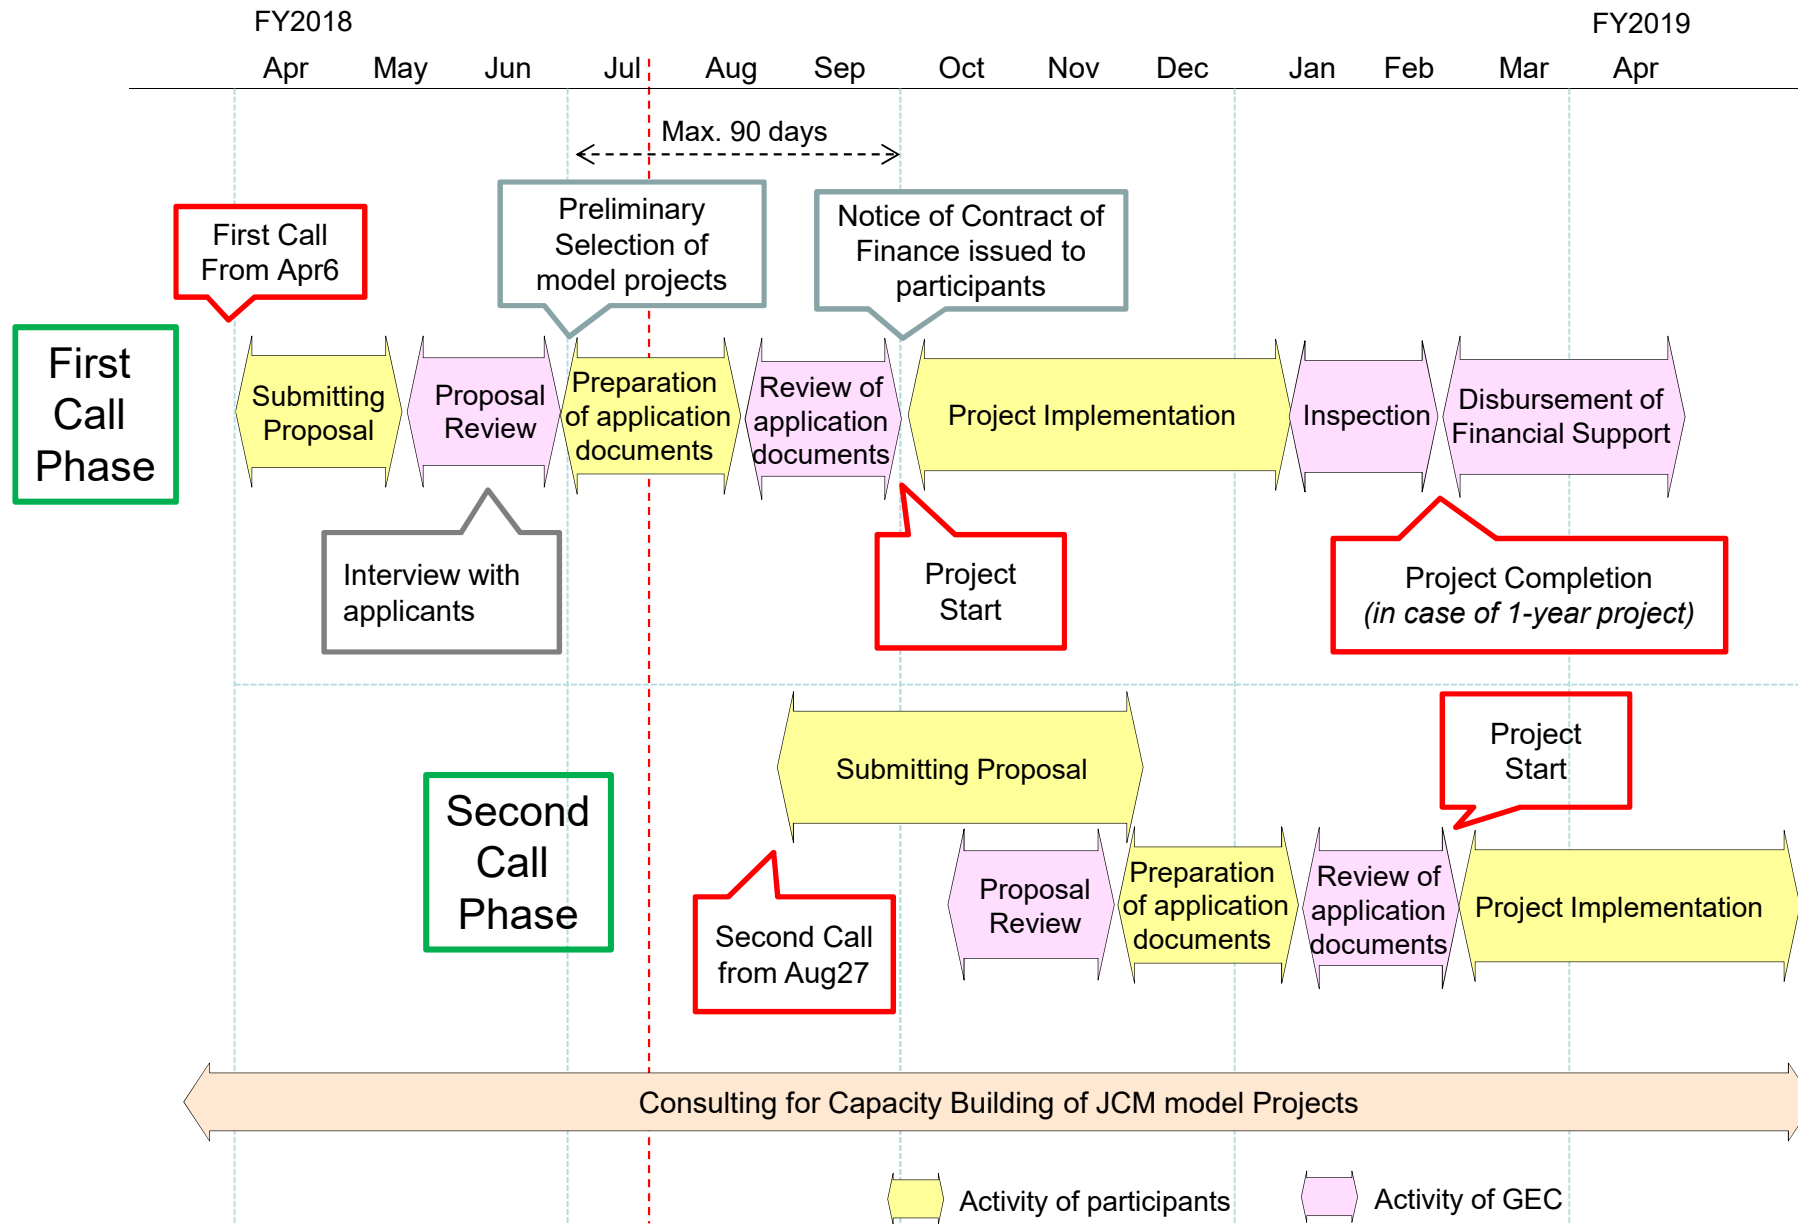 FY2018
FY2019
Apr May Jun Jul Aug Sep Oct Nov Dec Jan Feb Mar Apr
Max. 90 days
First Call
From Apr6
Preliminary
Selection of
model projects
Notice of Contract of
Finance issued to
participants
First
Call
Phase
Submitting
Proposal
Proposal
Review
Preparation
of application
documents
Review of
application
documents
Project Implementation
Inspection
Disbursement of
Financial Support
Interview with
applicants
Project
Start
Project Completion
(in case of 1-year project)
Second
Call
Phase
Submitting Proposal
Project
Start
Second Call
from Aug27
Proposal
Review
Preparation
of application
documents
Review of
application
documents
Project Implementation
Consulting for Capacity Building of JCM model Projects
Activity of participants
Activity of GEC